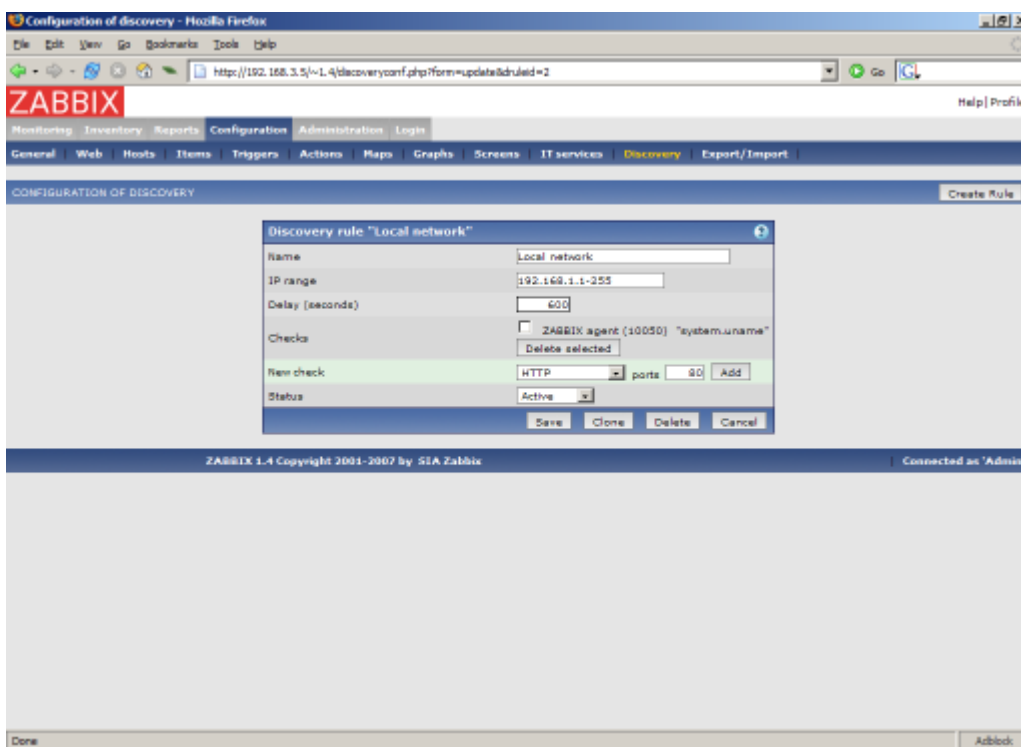 Configuration of discovery - Mozilla Firefox
File Edit View Go Bookmarks Tools Help
http://192.168.3.5/~1.4/discoveryconf.php?form=update&druleid=2 Go G
ZABBIX
Help | Profil
Monitoring Inventory Reports Configuration Administration Login
General Web Hosts Items Triggers Actions Maps Graphs Screens IT services Discovery Export/Import
CONFIGURATION OF DISCOVERY Create Rule
Discovery rule "Local network"
Name Local network
IP range 192.168.1.1-255
Delay (seconds) 600
Checks ZABBIX agent (10050) "system.uname"
Delete selected
New check HTTP ports 80 Add
Status Active
Save Clone Delete Cancel
ZABBIX 1.4 Copyright 2001-2007 by SIA Zabbix Connected as 'Admin
Done Adblock